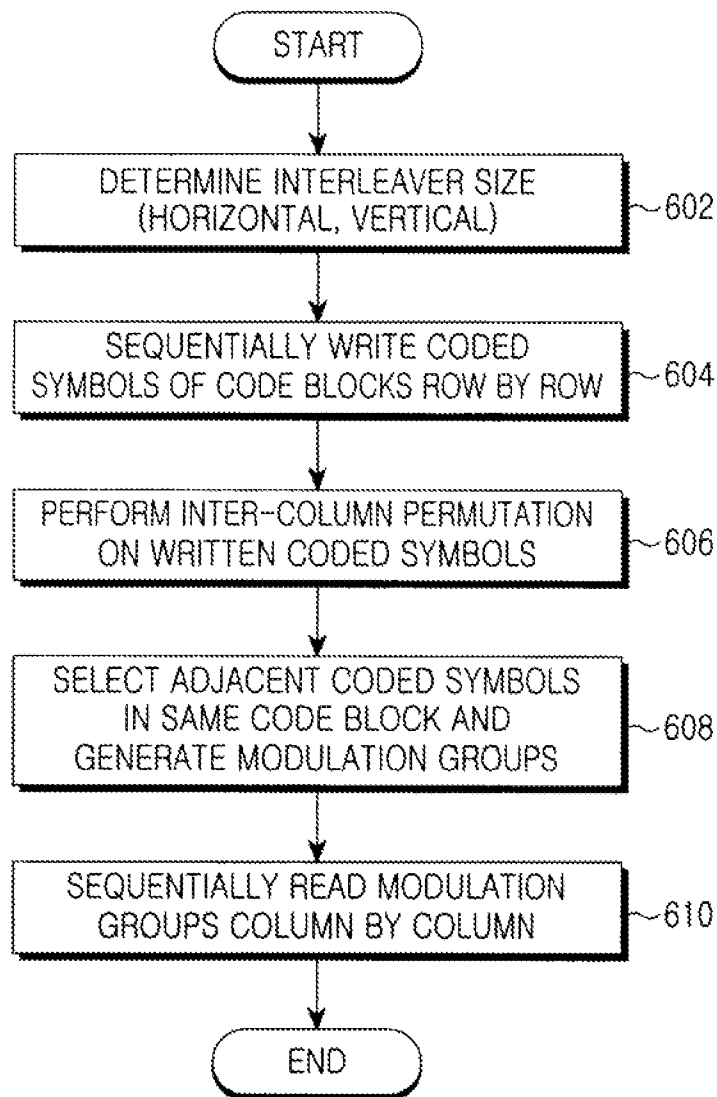 START
DETERMINE INTERLEAVER SIZE
(HORIZONTAL, VERTICAL)
602
SEQUENTIALLY WRITE CODED
SYMBOLS OF CODE BLOCKS ROW BY ROW
604
PERFORM INTER-COLUMN PERMUTATION
ON WRITTEN CODED SYMBOLS
606
SELECT ADJACENT CODED SYMBOLS
IN SAME CODE BLOCK AND
GENERATE MODULATION GROUPS
608
SEQUENTIALLY READ MODULATION
GROUPS COLUMN BY COLUMN
610
END